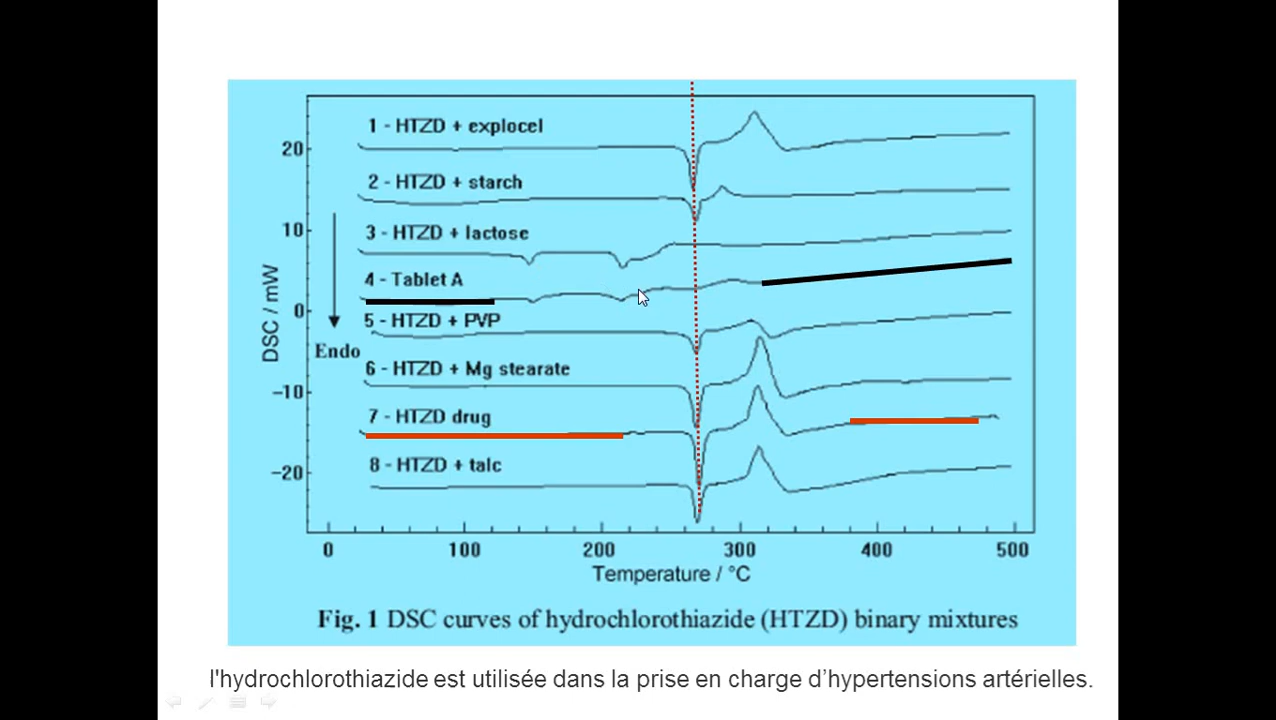 1 - HTZD + explocel
20
2 - HTZD + starch
3 - HTZD + lactose
10
4 - Tablet A
0
5 - HTZD + PVP
DSC / mW
Endo
6 - HTZD + Mg stearate
-10
7 - HTZD drug
8 - HTZD + talc
-20
0 100 200 300 400 500
Temperature / °C
Fig. 1 DSC curves of hydrochlorothiazide (HTZD) binary mixtures
l'hydrochlorothiazide est utilisée dans la prise en charge d’hypertensions artérielles.